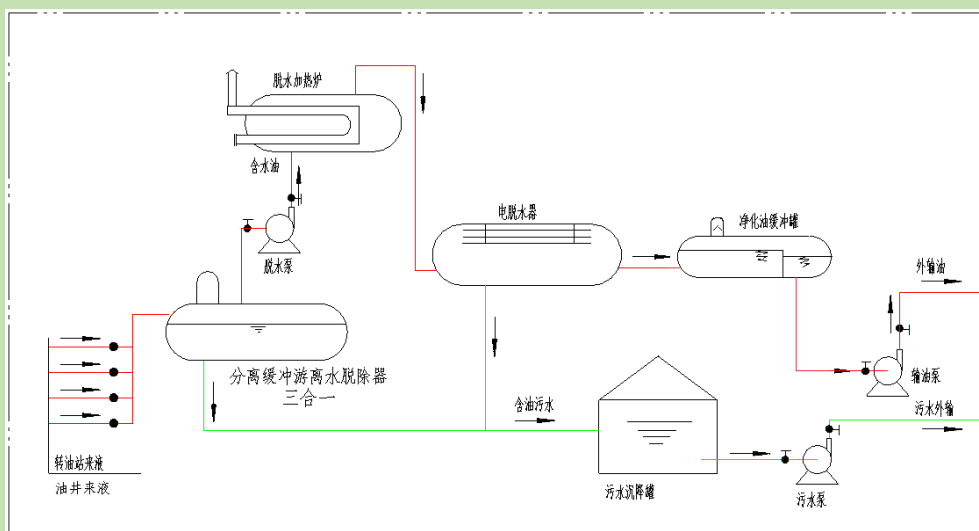 脱水加热炉
含水油
电脱水器
净化油缓冲罐
外输油
脱水泵
分离缓冲游离水脱除器
三合一
输油泵
含油污水
污水外输
转油站来液
油井来液
污水沉降罐
污水泵